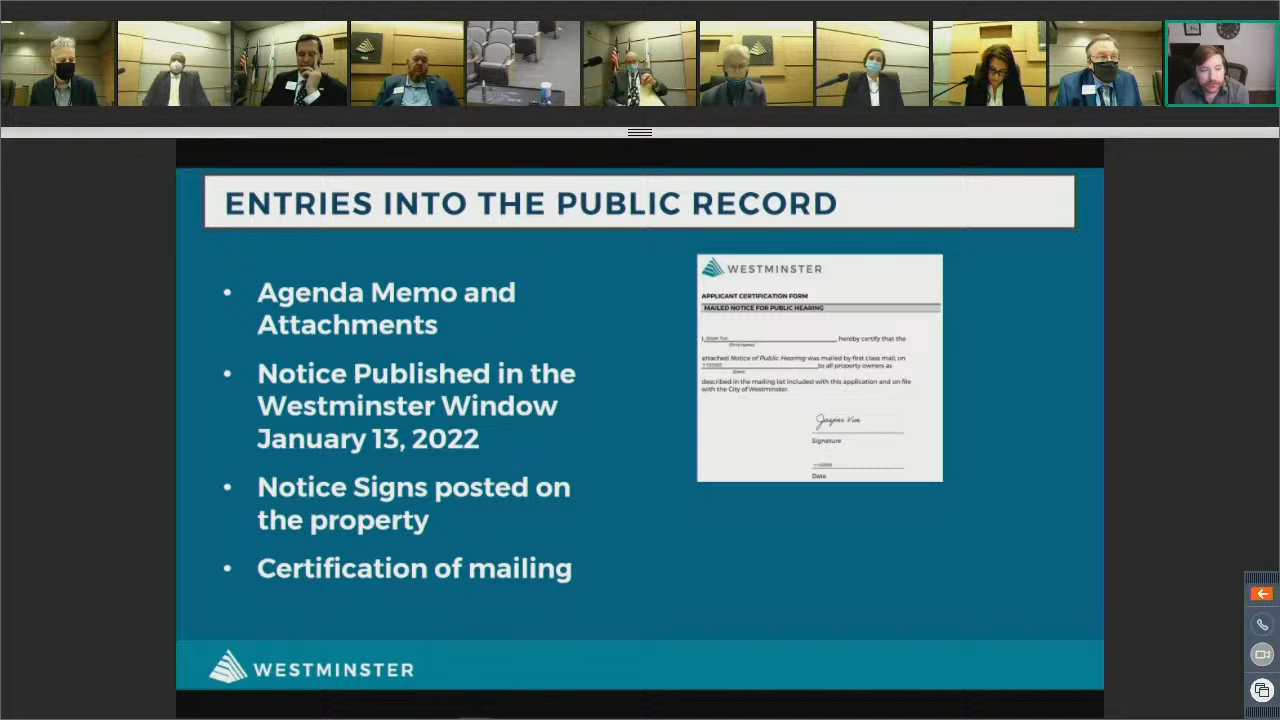 ENTRIES INTO THE PUBLIC RECORD
• Agenda Memo and
Attachments
• Notice Published in the
Westminster Window
January 13, 2022
• Notice Signs posted on
the property
• Certification of mailing
WESTMINSTER
APPLICANT CERTIFICATION FORM
MAILED NOTICE FOR PUBLIC HEARING
I, hereby certify that the
(Print Name)
attached Notice of Public Hearing was mailed by first class mail, on
to all property owners as
(Date)
described in the mailing list included with this application and on file
with the City of Westminster.
Signature
Date
WESTMINSTER